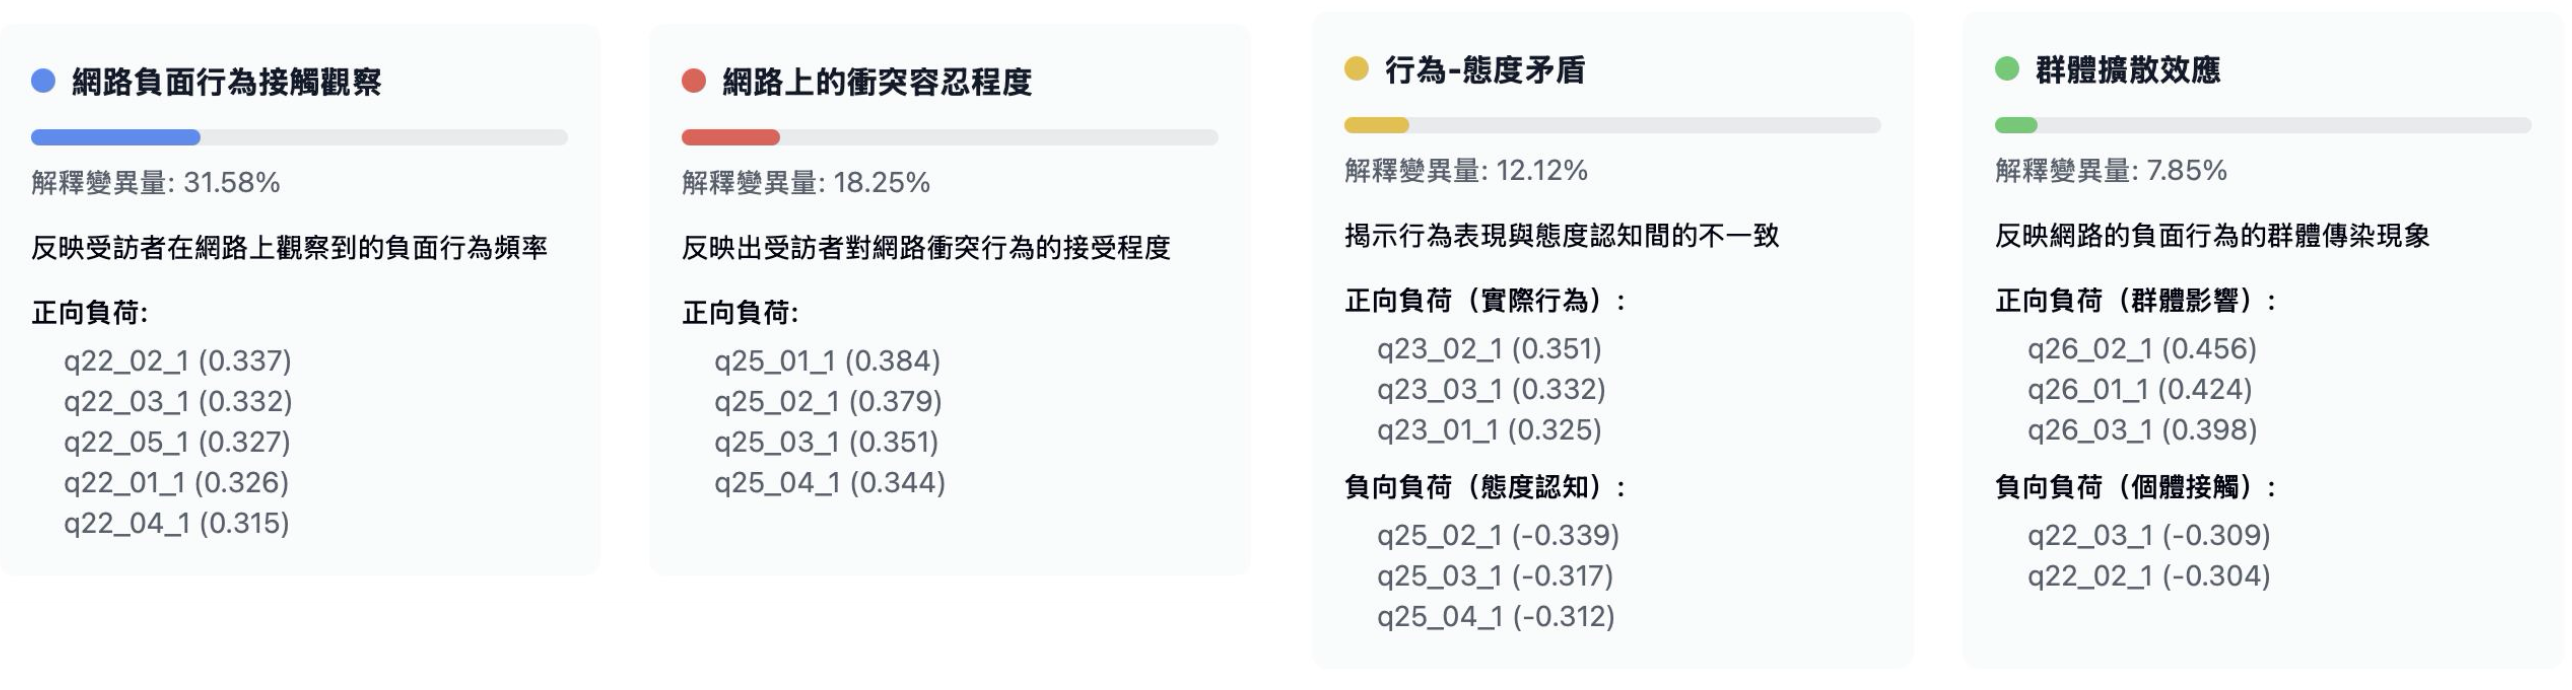 網路負面行為接觸觀察
解釋變異量: 31.58%
反映受訪者在網路上觀察到的負面行為頻率
正向負荷:
q22_02_1 (0.337)
q22_03_1 (0.332)
q22_05_1 (0.327)
q22_01_1 (0.326)
q22_04_1 (0.315)
網路上的衝突容忍程度
解釋變異量: 18.25%
反映出受訪者對網路衝突行為的接受程度
正向負荷:
q25_01_1 (0.384)
q25_02_1 (0.379)
q25_03_1 (0.351)
q25_04_1 (0.344)
行為-態度矛盾
解釋變異量: 12.12%
揭示行為表現與態度認知間的不一致
正向負荷（實際行為）:
q23_02_1 (0.351)
q23_03_1 (0.332)
q23_01_1 (0.325)
負向負荷（態度認知）:
q25_02_1 (-0.339)
q25_03_1 (-0.317)
q25_04_1 (-0.312)
群體擴散效應
解釋變異量: 7.85%
反映網路的負面行為的群體傳染現象
正向負荷（群體影響）:
q26_02_1 (0.456)
q26_01_1 (0.424)
q26_03_1 (0.398)
負向負荷（個體接觸）:
q22_03_1 (-0.309)
q22_02_1 (-0.304)